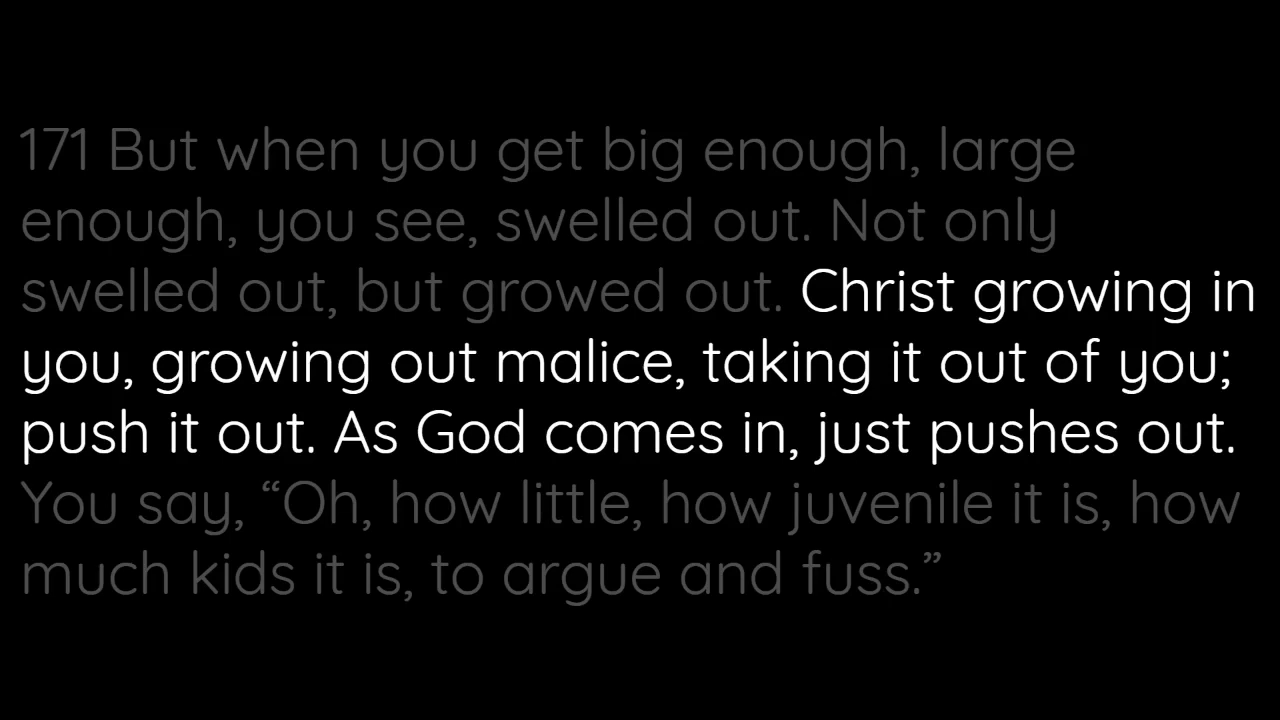 171 But when you get big enough, large
enough, you see, swelled out. Not only
swelled out, but growed out. Christ growing in
you, growing out malice, taking it out of you;
push it out. As God comes in, just pushes out.
You say, “Oh, how little, how juvenile it is, how
much kids it is, to argue and fuss.”